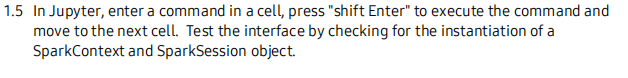 1.5 In Jupyter, enter a command in a cell, press "shift Enter" to execute the command and
move to the next cell. Test the interface by checking for the instantiation of a
SparkContext and SparkSession object.